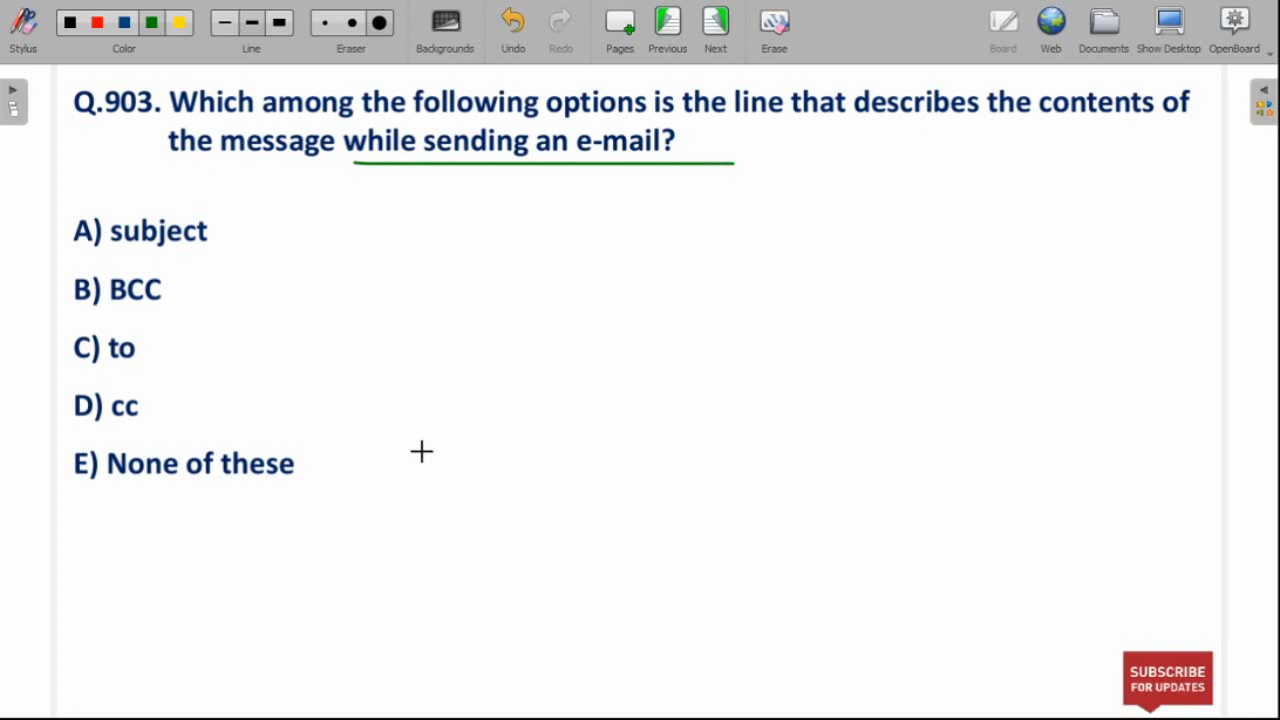 Stylus
Color
Line
Eraser
Backgrounds
Undo
Redo
Pages
Previous
Next
Erase
Board
Web
Documents
Show Desktop
OpenBoard
Q.903. Which among the following options is the line that describes the contents of
the message while sending an e-mail?
A) subject
B) BCC
C) to
D) cc
E) None of these
SUBSCRIBE
FOR UPDATES